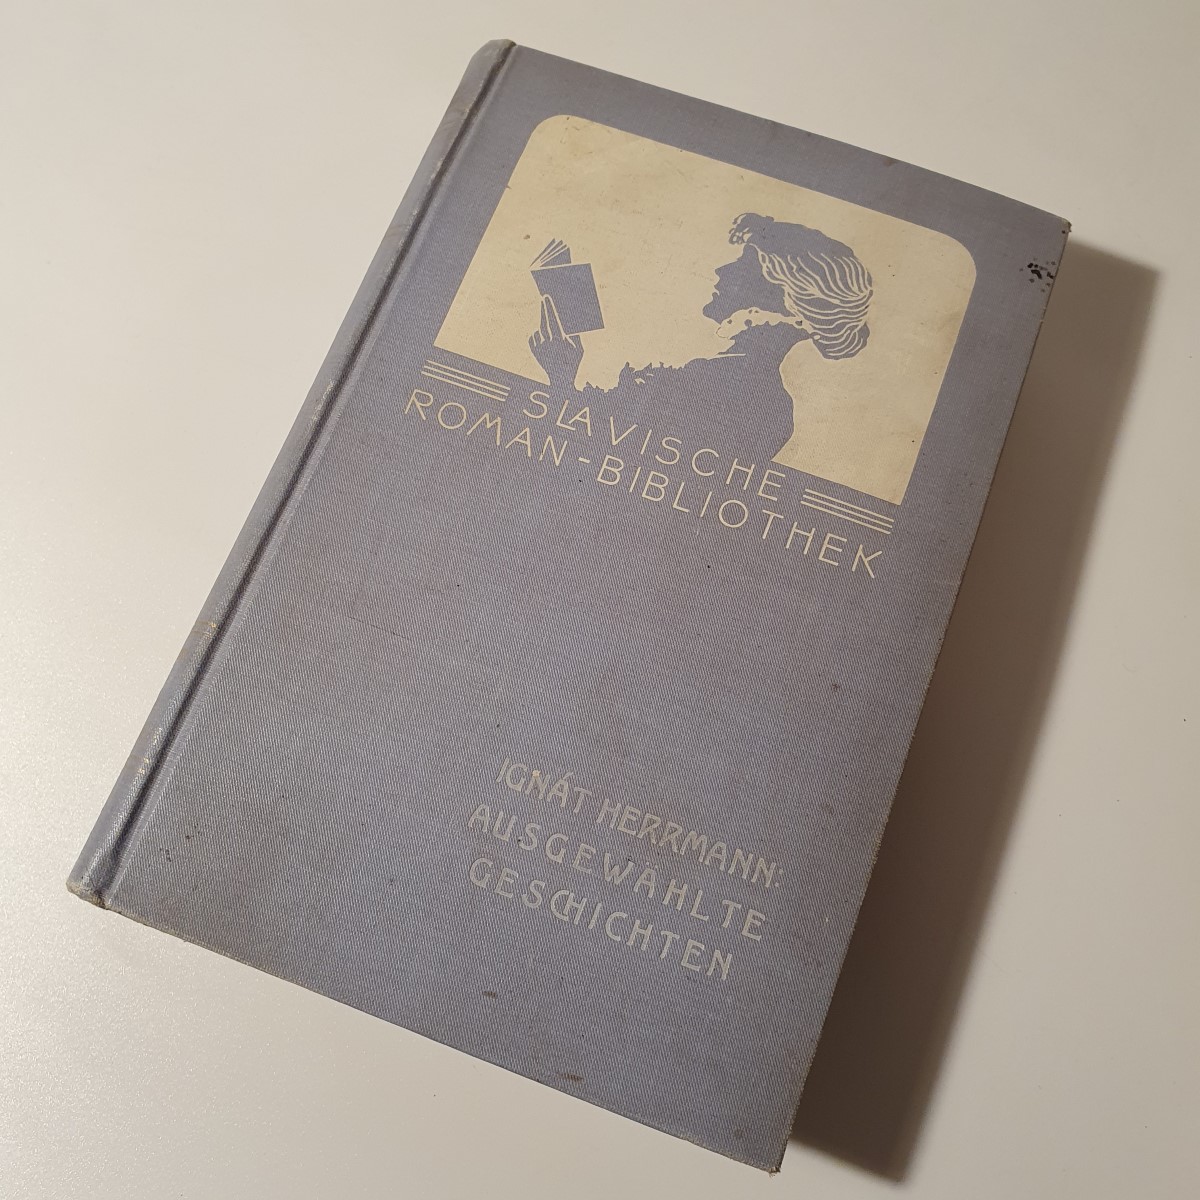 SLAVISCHE
ROMAN-BIBLIOTHEK
IGNÁT HERRMANN:
AUSGEWÄHLTE
GESCHICHTEN